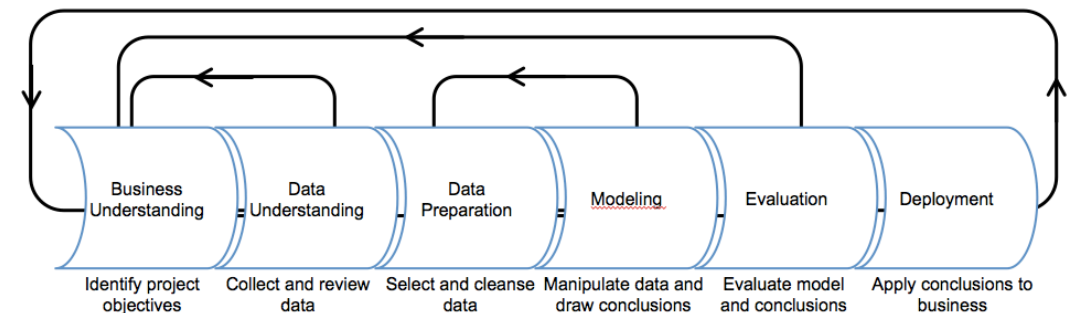 Business
Understanding
Data
Understanding
Data
Preparation
Modeling
Evaluation
Deployment
Identify project
objectives
Collect and review
data
Select and cleanse
data
Manipulate data and
draw conclusions
Evaluate model
and conclusions
Apply conclusions to
business